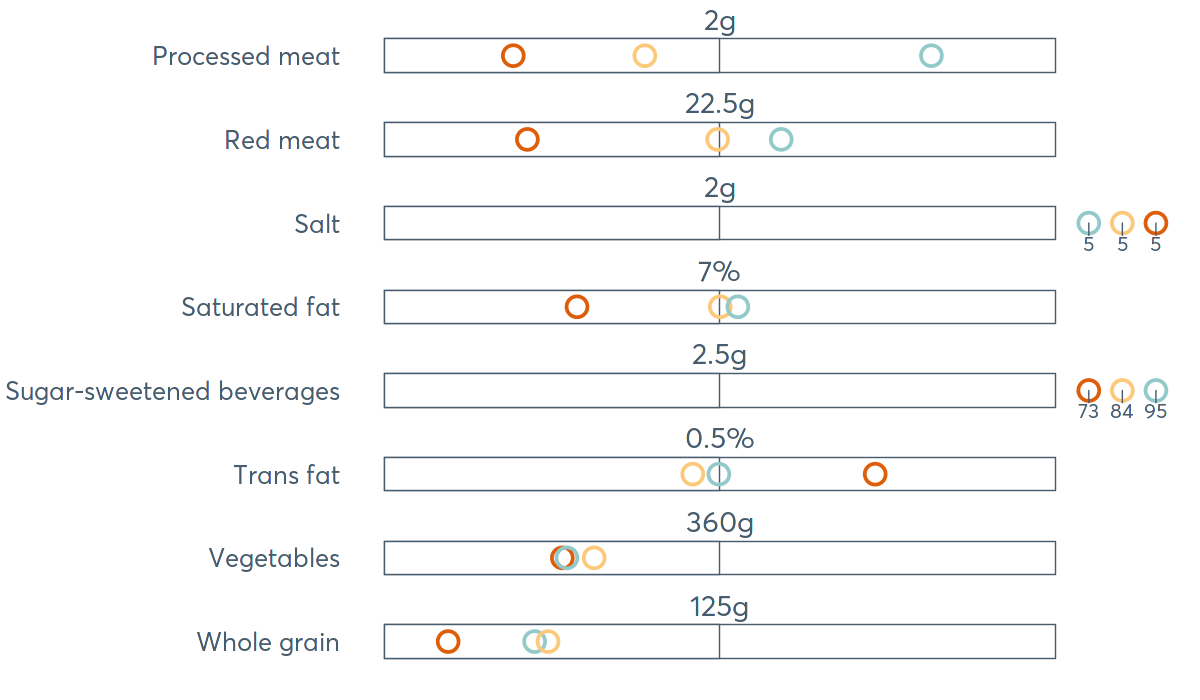 2g
Processed meat
22.5g
Red meat
2g
Salt
5 5 5
7%
Saturated fat
2.5g
Sugar-sweetened beverages
73 84 95
0.5%
Trans fat
360g
Vegetables
125g
Whole grain